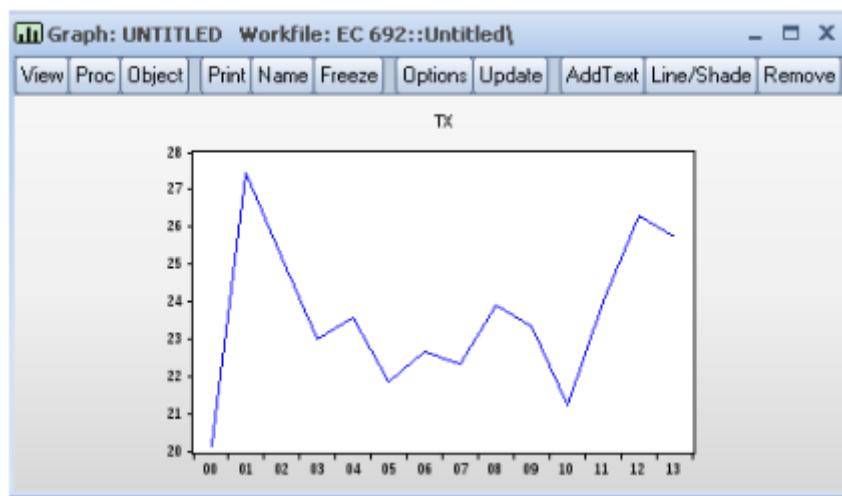 Graph: UNTITLED Workfile: EC 692::Untitled\
View Proc Object Print Name Freeze Options Update AddText Line/Shade Remove
TX
28
27
26
25
24
23
22
21
20
00 01 02 03 04 05 06 07 08 09 10 11 12 13